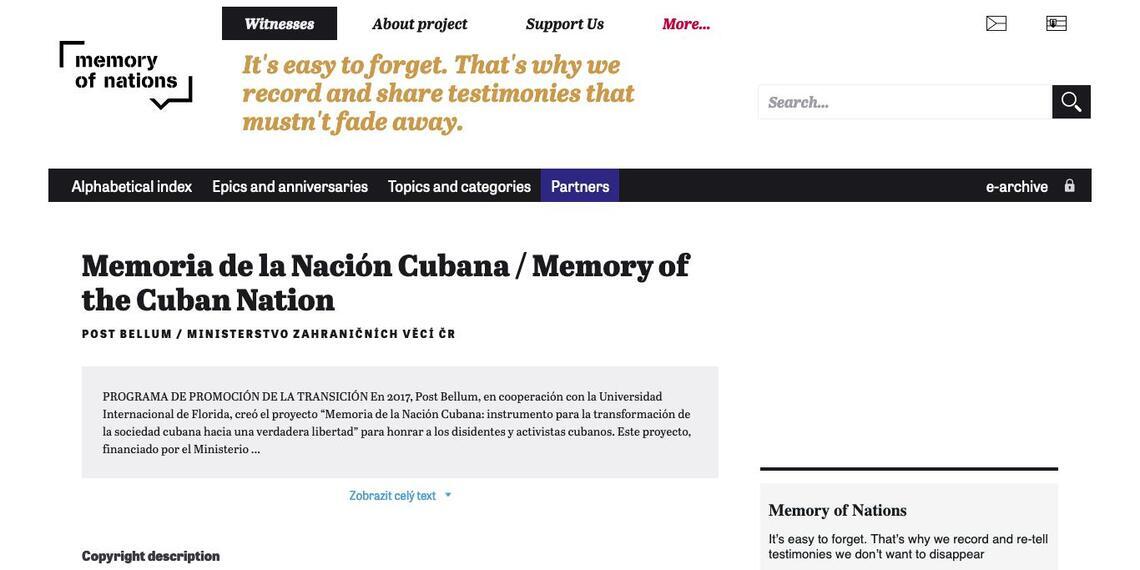 Witnesses
About project
Support Us
More...
memory
of nations
It's easy to forget. That's why we
record and share testimonies that
mustn't fade away.
Search...
Alphabetical index
Epics and anniversaries
Topics and categories
Partners
e-archive
Memoria de la Nación Cubana / Memory of
the Cuban Nation
POST BELLUM / MINISTERSTVO ZAHRANIČNÍCH VĚCÍ ČR
PROGRAMA DE PROMOCIÓN DE LA TRANSICIÓN En 2017, Post Bellum, en cooperación con la Universidad
Internacional de Florida, creó el proyecto “Memoria de la Nación Cubana: instrumento para la transformación de
la sociedad cubana hacia una verdadera libertad” para honrar a los disidentes y activistas cubanos. Este proyecto,
financiado por el Ministerio ...
Zobrazit celý text
Copyright description
Memory of Nations
It’s easy to forget. That’s why we record and re-tell
testimonies we don’t want to disappear